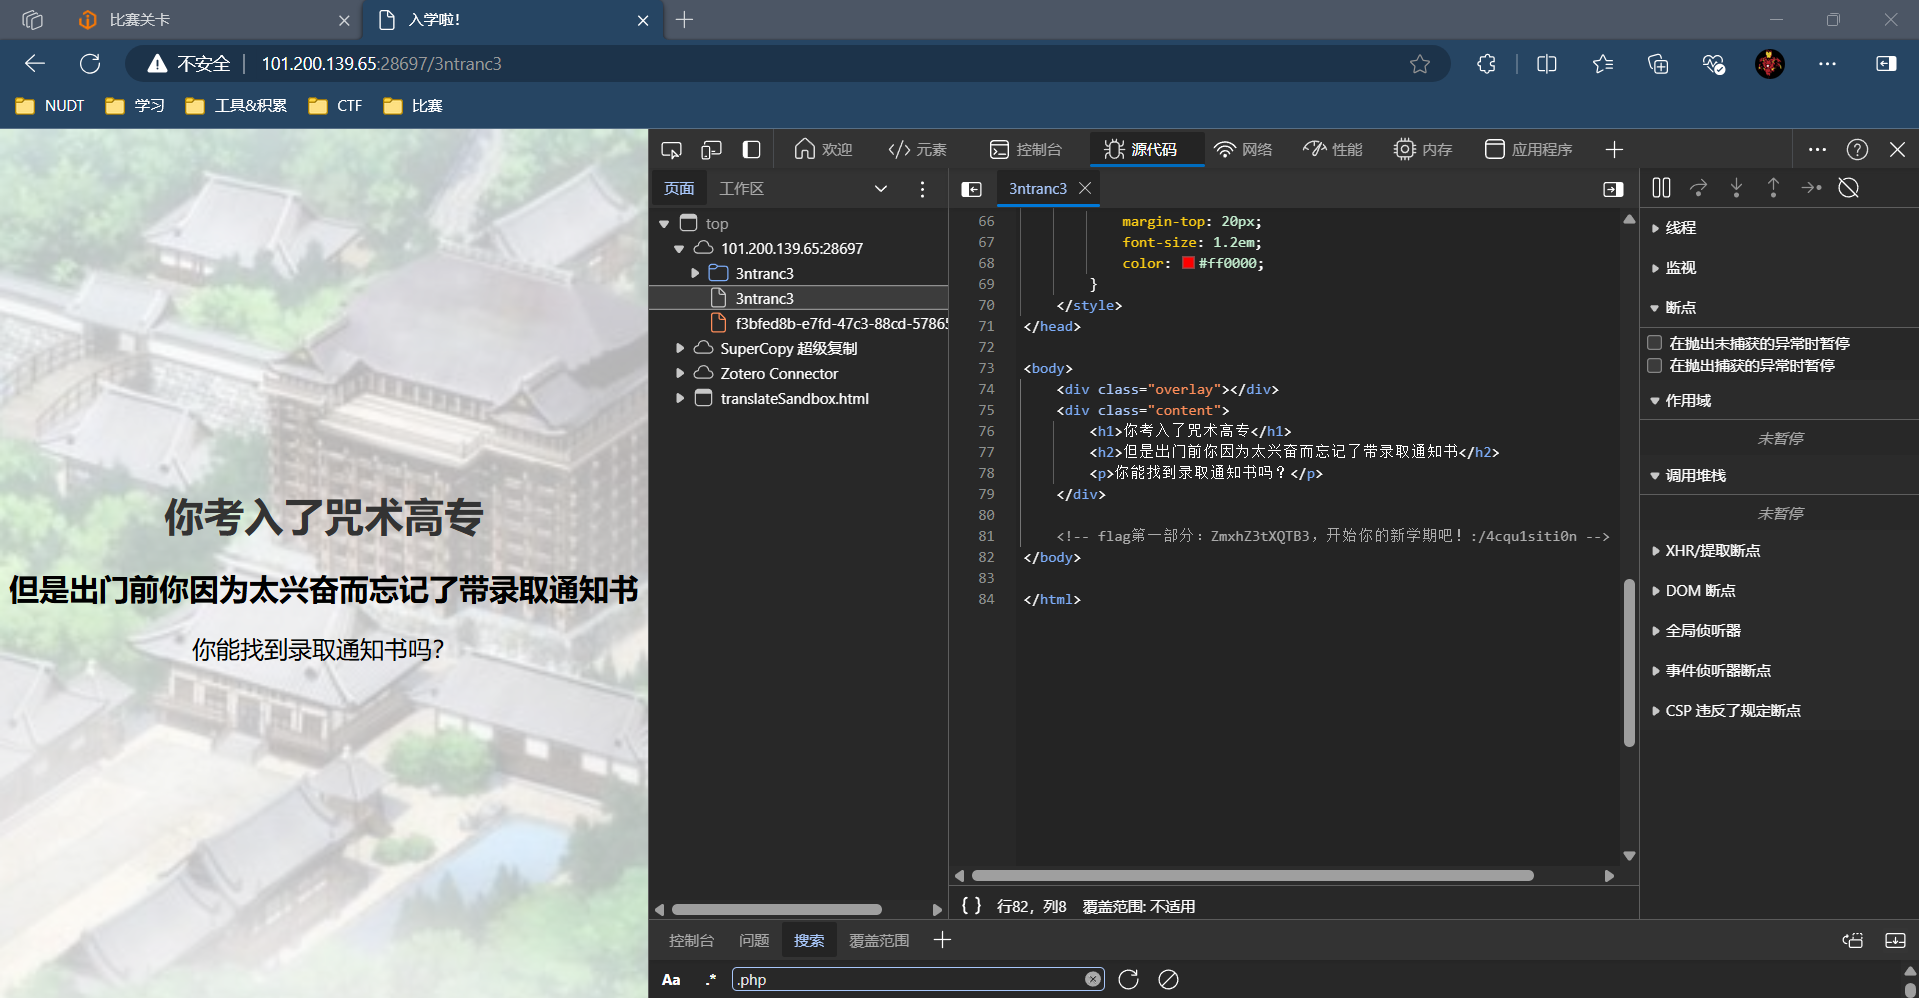 比赛关卡
入学啦!
不安全 101.200.139.65:28697/3ntranc3
NUDT 学习 工具&积累 CTF 比赛
你考入了咒术高专
但是出门前你因为太兴奋而忘记了带录取通知书
你能找到录取通知书吗?
欢迎 </> 元素 控制台 源代码 网络 性能 内存 应用程序
页面 工作区
top
101.200.139.65:28697
3ntranc3
3ntranc3
f3bfed8b-e7fd-47c3-88cd-5786
SuperCopy 超级复制
Zotero Connector
translateSandbox.html
3ntranc3
66 margin-top: 20px;
67 font-size: 1.2em;
68 color: #ff0000;
69 }
70 </style>
71 </head>
72
73 <body>
74 <div class="overlay"></div>
75 <div class="content">
76 <h1>你考入了咒术高专</h1>
77 <h2>但是出门前你因为太兴奋而忘记了带录取通知书</h2>
78 <p>你能找到录取通知书吗? </p>
79 </div>
80
81 <!-- flag第一部分: ZmxhZ3tXQTB3, 开始你的新学期吧! :/4cqu1siti0n -->
82 </body>
83
84 </html>
{ } 行82, 列8 覆盖范围: 不适用
线程
监视
断点
在抛出未捕获的异常时暂停
在抛出捕获的异常时暂停
作用域
未暂停
调用堆栈
未暂停
XHR/提取断点
DOM 断点
全局侦听器
事件侦听器断点
CSP 违反了规定断点
控制台 问题 搜索 覆盖范围
Aa .* .php